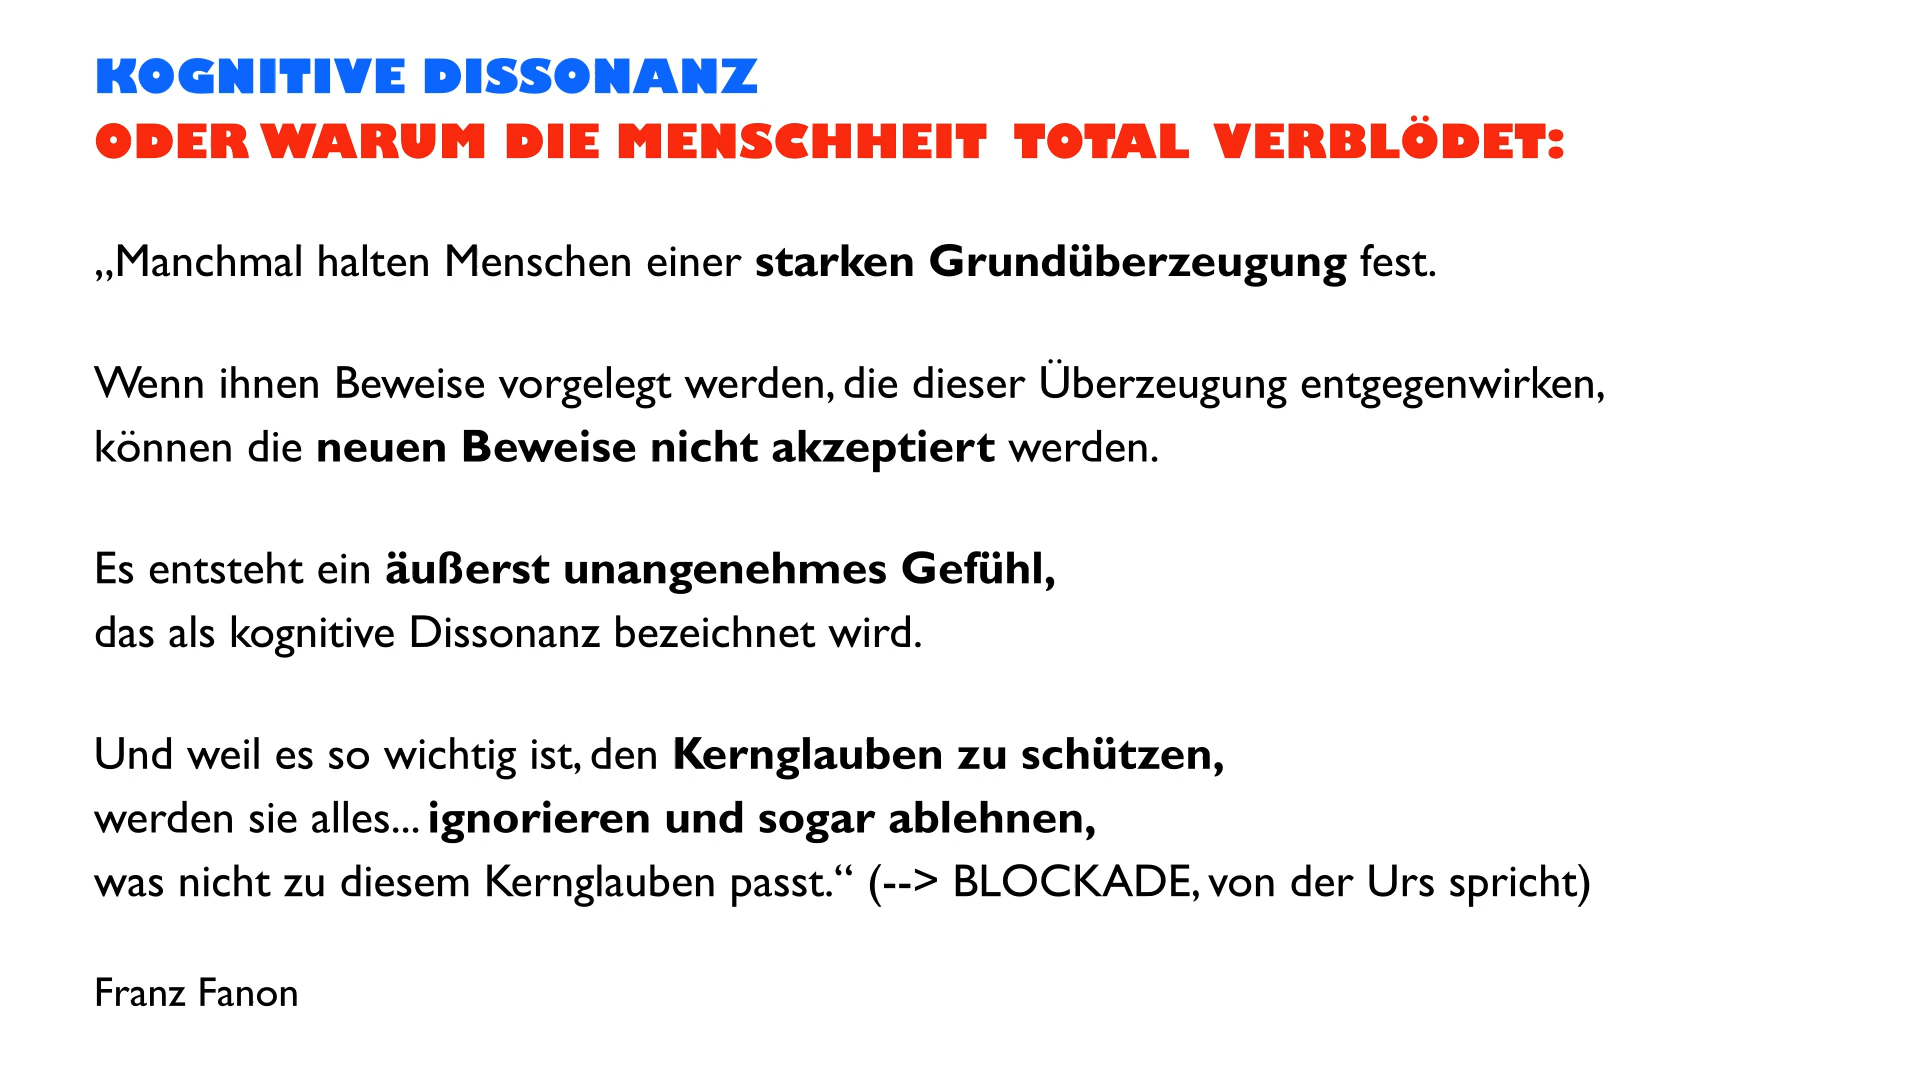 KOGNITIVE DISSONANZ
ODER WARUM DIE MENSCHHEIT TOTAL VERBLÖDET:
„Manchmal halten Menschen einer starken Grundüberzeugung fest.
Wenn ihnen Beweise vorgelegt werden, die dieser Überzeugung entgegenwirken,
können die neuen Beweise nicht akzeptiert werden.
Es entsteht ein äußerst unangenehmes Gefühl,
das als kognitive Dissonanz bezeichnet wird.
Und weil es so wichtig ist, den Kernglauben zu schützen,
werden sie alles... ignorieren und sogar ablehnen,
was nicht zu diesem Kernglauben passt.“ (--> BLOCKADE, von der Urs spricht)
Franz Fanon